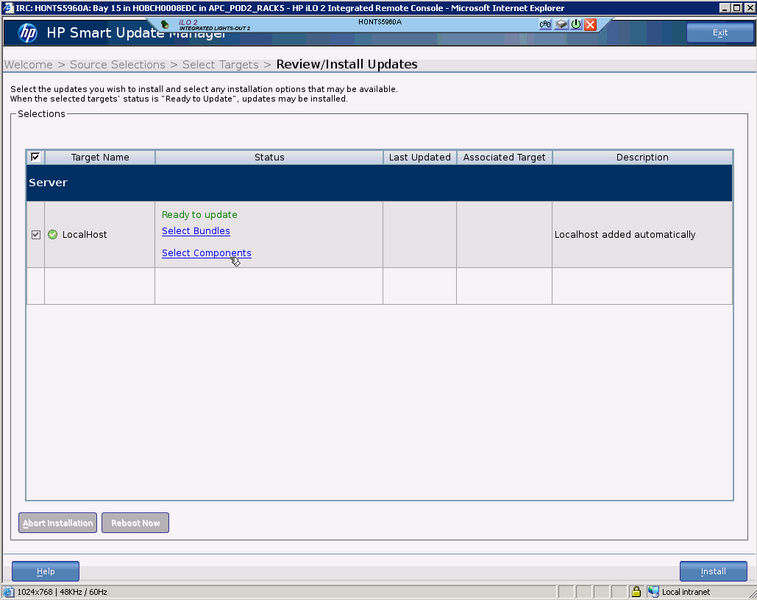 IRC: HONTS5960A: Bay 15 in HOBCH0008EDC in APC_POD2_RACK5 - HP iLO 2 Integrated Remote Console - Microsoft Internet Explorer
iLO 2
INTEGRATED LIGHTS-OUT 2
HONTS5960A
hp HP Smart Update Manager
Exit
Welcome > Source Selections > Select Targets > Review/Install Updates
Select the updates you wish to install and select any installation options that may be available.
When the selected targets' status is "Ready to Update", updates may be installed.
Selections
Target Name Status Last Updated Associated Target Description
Server
Ready to update
Select Bundles
LocalHost Localhost added automatically
Select Components
Abort Installation Reboot Now
Help Install
1024x768 | 48KHz / 60Hz Local intranet